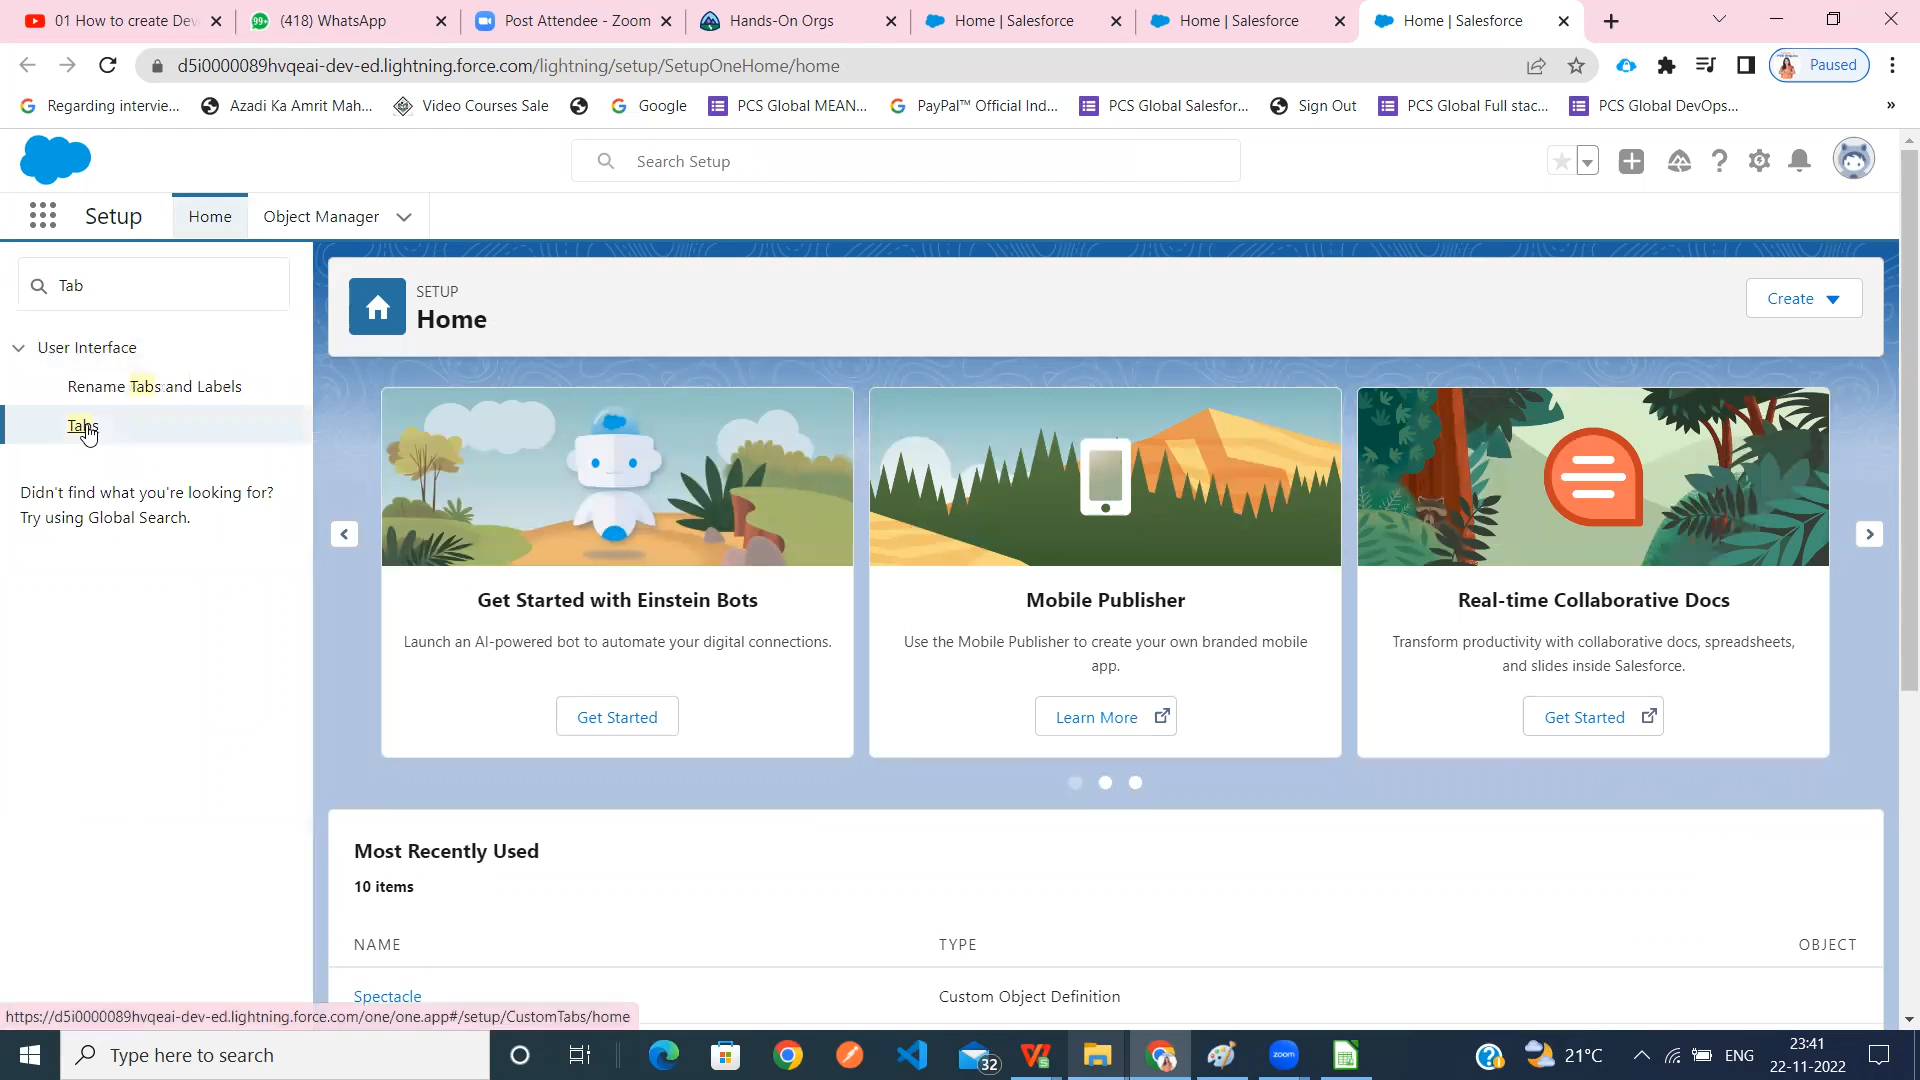 01 How to create Dev
(418) WhatsApp
Post Attendee - Zoom
Hands-On Orgs
Home | Salesforce
Home | Salesforce
Home | Salesforce
d5i0000089hvqeai-dev-ed.lightning.force.com/lightning/setup/SetupOneHome/home
Paused
Regarding intervie...
Azadi Ka Amrit Mah...
Video Courses Sale
Google
PCS Global MEAN...
PayPal™ Official Ind...
PCS Global Salesfor...
Sign Out
PCS Global Full stac...
PCS Global DevOps...
»
Search Setup
Setup
Home
Object Manager
Tab
User Interface
Rename Tabs and Labels
Tabs
Didn't find what you're looking for?
Try using Global Search.
SETUP
Home
Create
Get Started with Einstein Bots
Launch an AI-powered bot to automate your digital connections.
Get Started
Mobile Publisher
Use the Mobile Publisher to create your own branded mobile
app.
Learn More
Real-time Collaborative Docs
Transform productivity with collaborative docs, spreadsheets,
and slides inside Salesforce.
Get Started
Most Recently Used
10 items
NAME
TYPE
OBJECT
Spectacle
Custom Object Definition
https://d5i0000089hvqeai-dev-ed.lightning.force.com/one/one.app#/setup/CustomTabs/home
Type here to search
32
zoom
21°C
ENG
23:41
22-11-2022